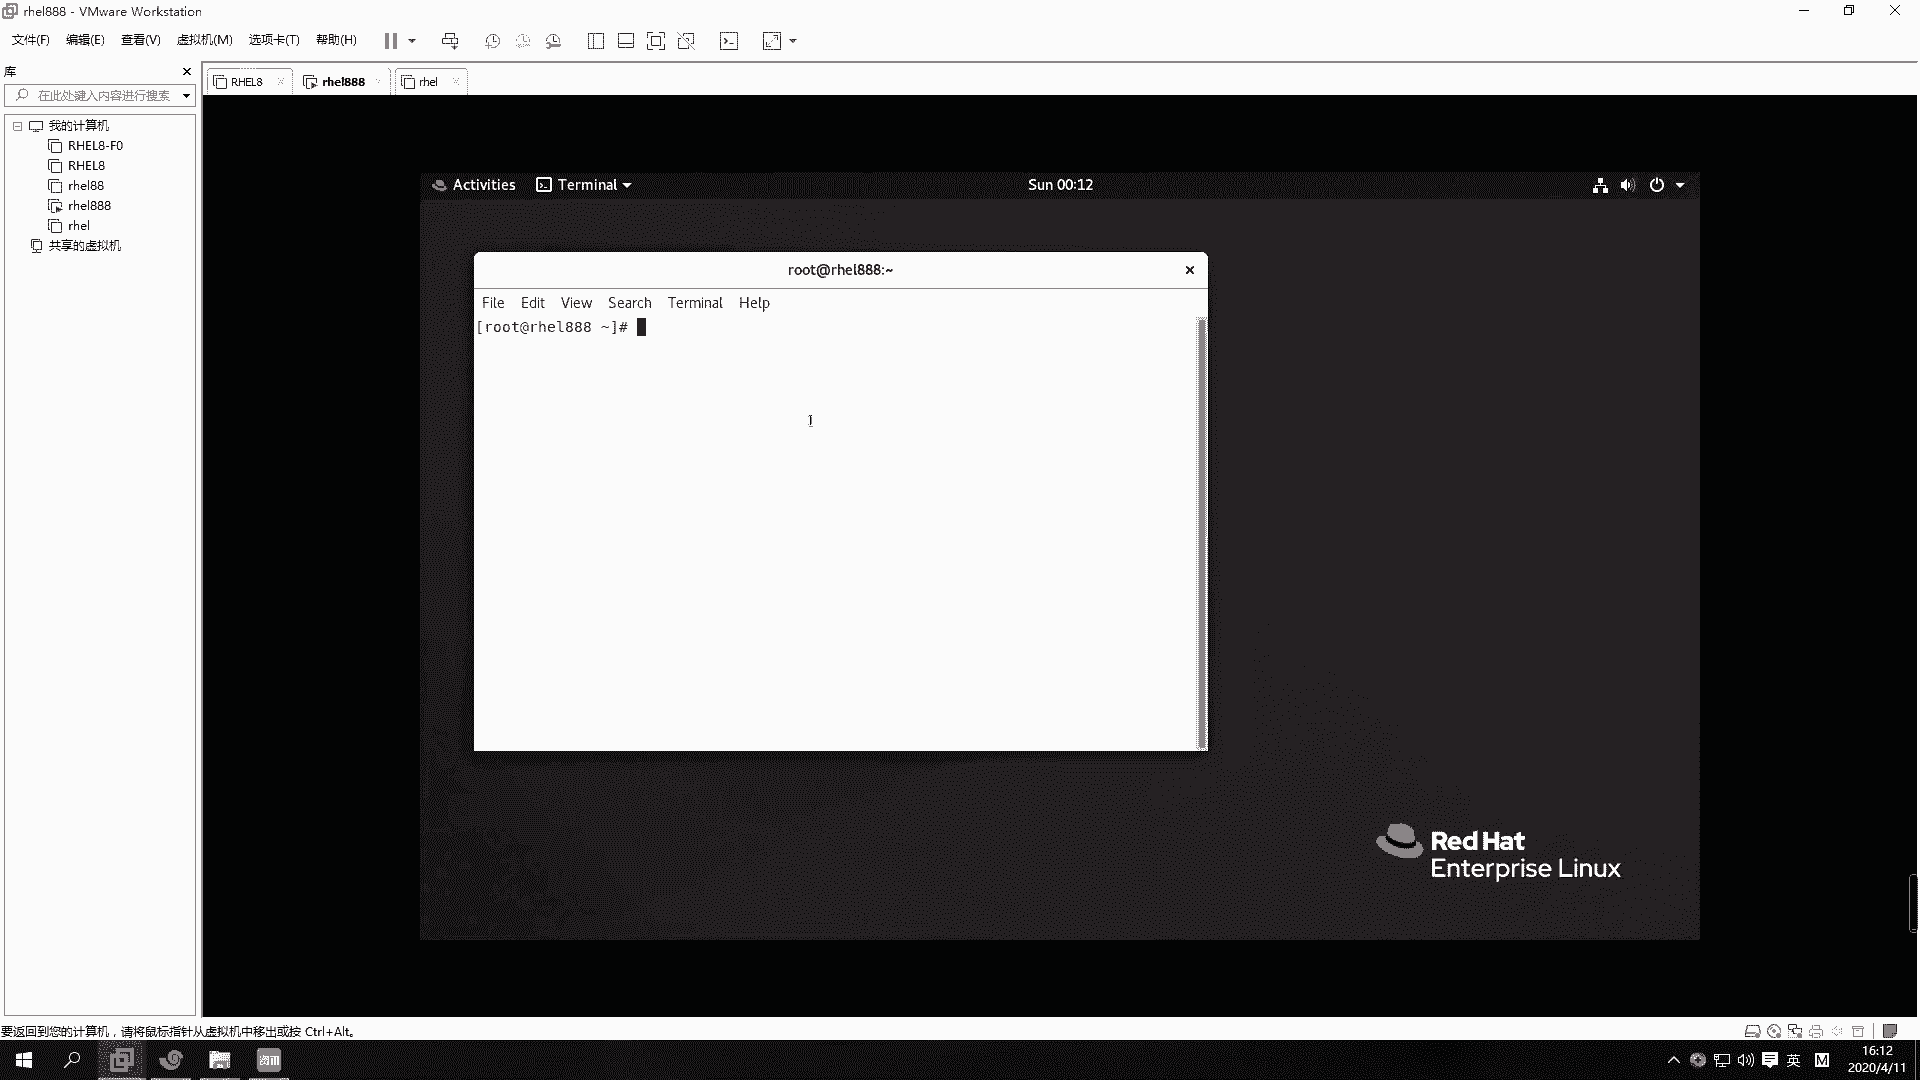 rhel888 - VMware Workstation
文件(F) 编辑(E) 查看(V) 虚拟机(M) 选项卡(T) 帮助(H)
库
在此处键入内容进行搜索
我的计算机
RHEL8-F0
RHEL8
rhel88
rhel888
rhel
共享的虚拟机
RHEL8 rhel888 rhel
Activities Terminal Sun 00:12
root@rhel888:~
File Edit View Search Terminal Help
[root@rhel888 ~]#
Red Hat
Enterprise Linux
要返回到您的计算机，请将鼠标指针从虚拟机中移出或按 Ctrl+Alt。
英 M 16:12
2020/4/11